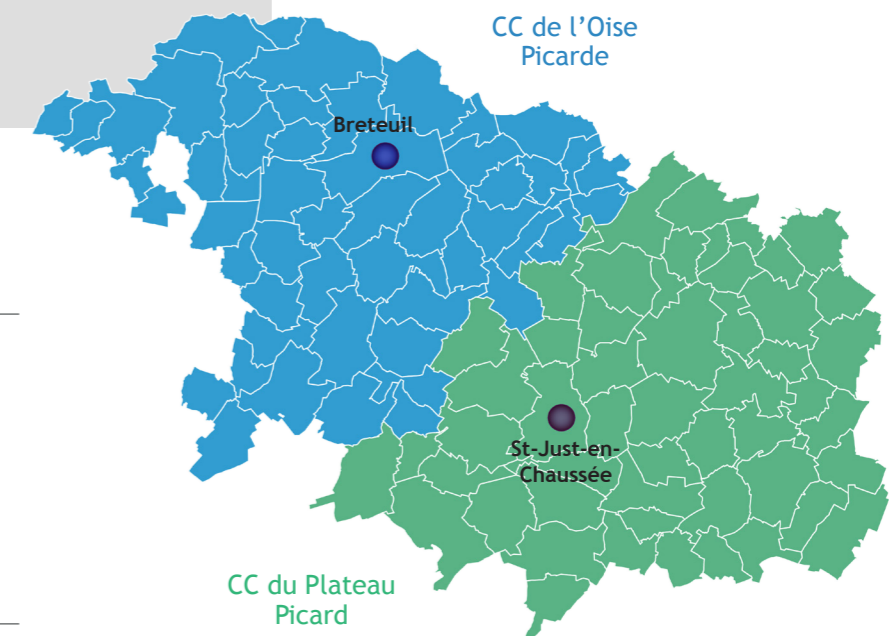 CC de l’Oise
Picarde
Breteuil
St-Just-en-
Chaussée
CC du Plateau
Picard